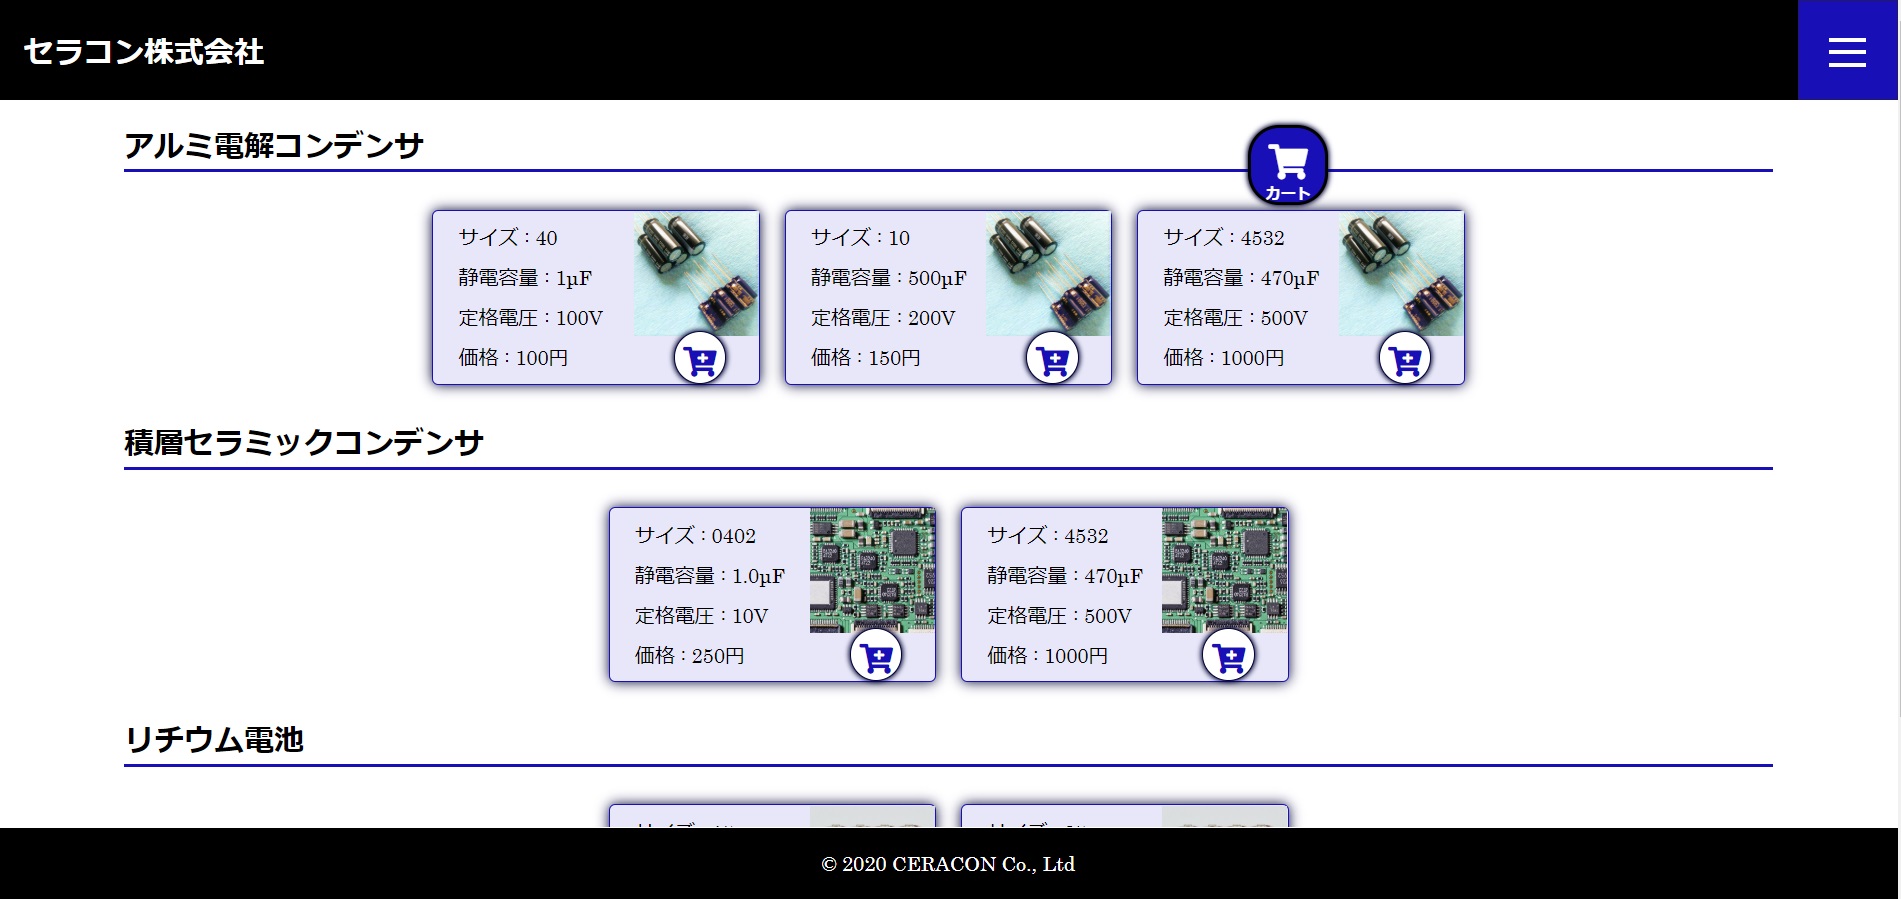 セラコン株式会社
アルミ電解コンデンサ
カート
サイズ : 40
静電容量 : 1µF
定格電圧 : 100V
価格 : 100円
サイズ : 10
静電容量 : 500µF
定格電圧 : 200V
価格 : 150円
サイズ : 4532
静電容量 : 470µF
定格電圧 : 500V
価格 : 1000円
積層セラミックコンデンサ
サイズ : 0402
静電容量 : 1.0µF
定格電圧 : 10V
価格 : 250円
サイズ : 4532
静電容量 : 470µF
定格電圧 : 500V
価格 : 1000円
リチウム電池
© 2020 CERACON Co., Ltd